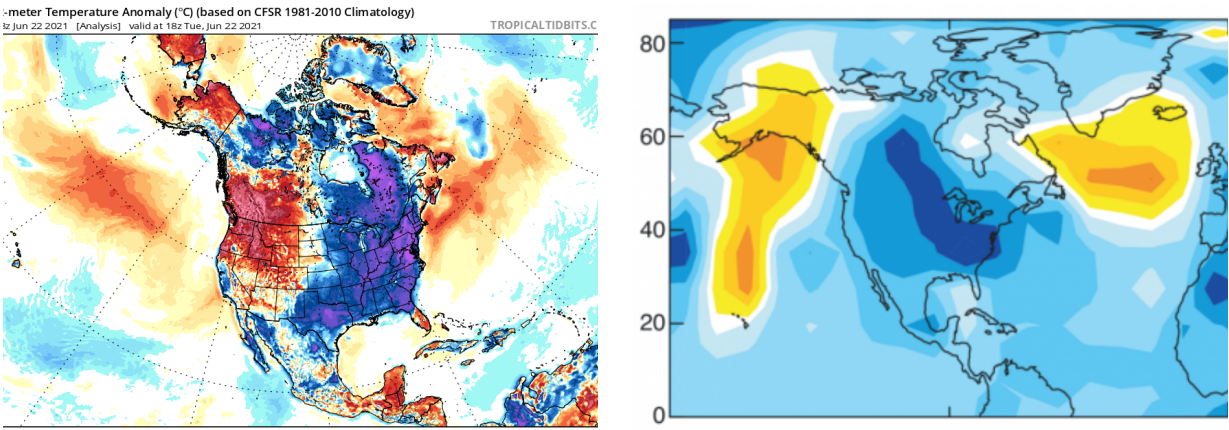 -meter Temperature Anomaly (°C) (based on CFSR 1981-2010 Climatology)
z Jun 22 2021 [Analysis] valid at 18z Tue, Jun 22 2021
TROPICALTIDBITS.C
80
60
40
20
0